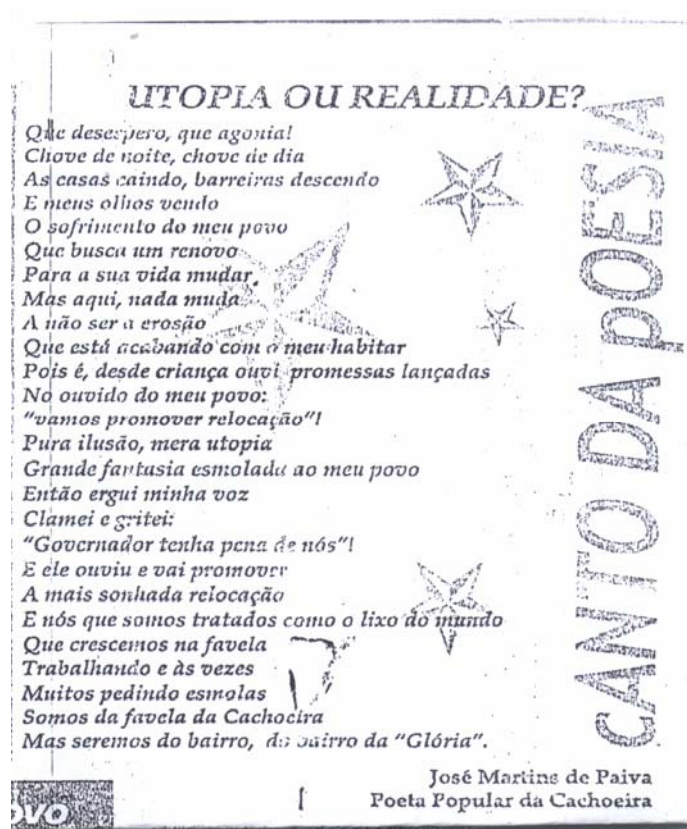 UTOPIA OU REALIDADE?
Que desespero, que agonia!
Chove de noite, chove de dia
As casas caindo, barreiras descendo
E meus olhos vendo
O sofrimento do meu povo
Que busca um renovo
Para a sua vida mudar
Mas aqui, nada muda
A não ser a erosão
Que está acabando com o meu habitar
Pois é, desde criança ouvi promessas lançadas
No ouvido do meu povo:
"vamos promover relocação"!
Pura ilusão, mera utopia
Grande fantasia esmolada ao meu povo
Então ergui minha voz
Clamei e gritei:
"Governador tenha pena de nós"!
E ele ouviu e vai promover
A mais sonhada relocação
E nós que somos tratados como o lixo do mundo
Que crescemos na favela
Trabalhando e às vezes
Muitos pedindo esmolas
Somos da favela da Cachoeira
Mas seremos do bairro, do bairro da "Glória".
José Martins de Paiva
Poeta Popular da Cachoeira
CANTO DA pOESIA